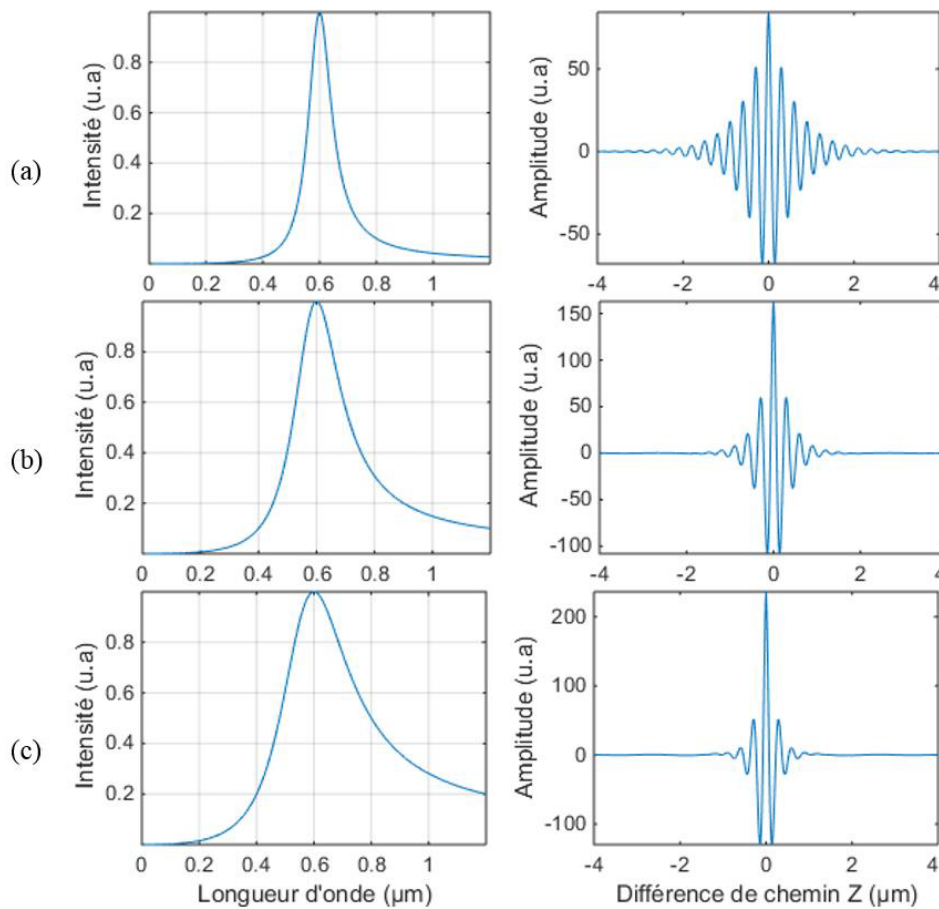 (a)
Intensité (u.a)
0.8
0.6
0.4
0.2
0 0.2 0.4 0.6 0.8 1
Amplitude (u.a)
50
0
-50
-4 -2 0 2 4
(b)
Intensité (u.a)
0.8
0.6
0.4
0.2
0 0.2 0.4 0.6 0.8 1
Amplitude (u.a)
150
100
50
0
-50
-100
-4 -2 0 2 4
(c)
Intensité (u.a)
0.8
0.6
0.4
0.2
0 0.2 0.4 0.6 0.8 1
Longueur d'onde (µm)
Amplitude (u.a)
200
100
0
-100
-4 -2 0 2 4
Différence de chemin Z (µm)